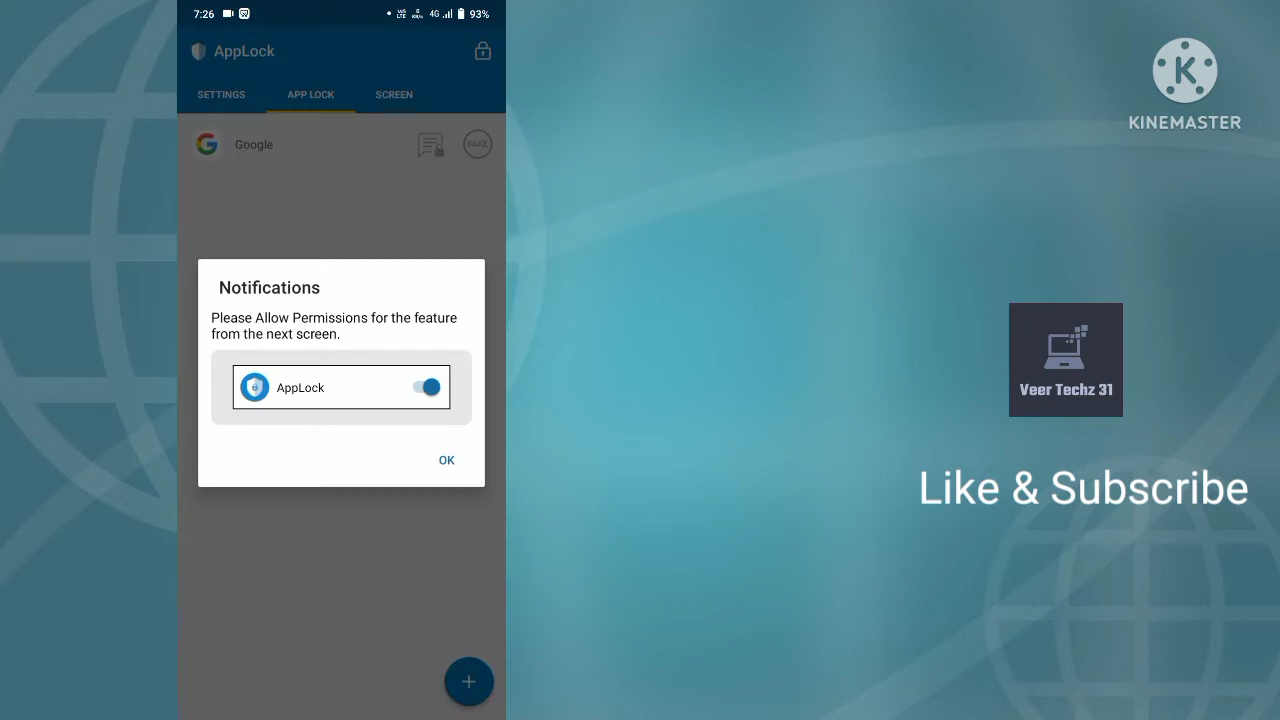 7:26
4G 93%
AppLock
SETTINGS APP LOCK SCREEN
Google
FAKE
Notifications
Please Allow Permissions for the feature
from the next screen.
AppLock
OK
KINEMASTER
Veer Techz 31
Like & Subscribe